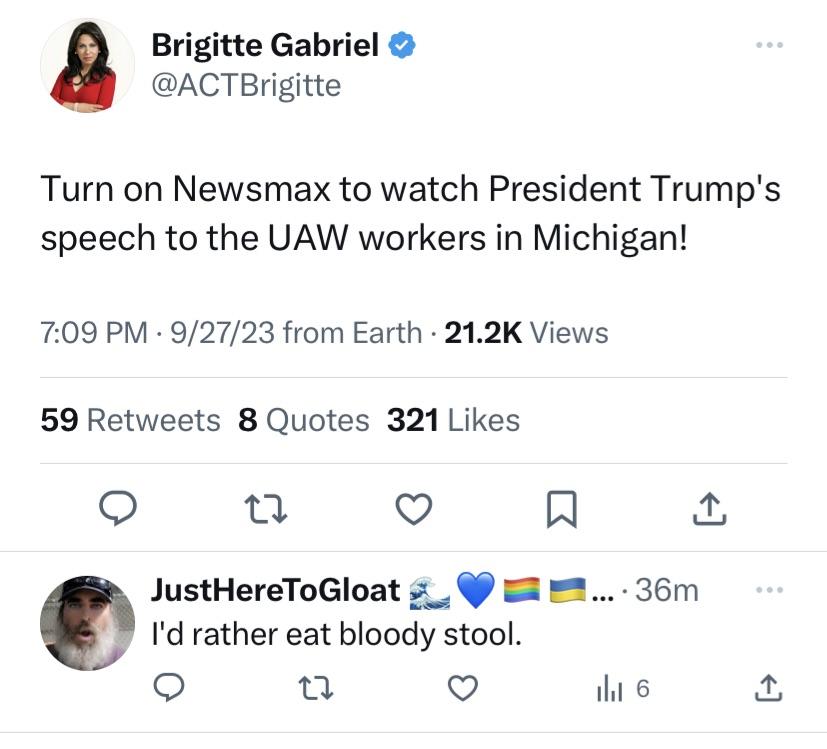 Brigitte Gabriel
@ACTBrigitte
Turn on Newsmax to watch President Trump's
speech to the UAW workers in Michigan!
7:09 PM · 9/27/23 from Earth · 21.2K Views
59 Retweets 8 Quotes 321 Likes
JustHereToGloat 🌊💙🏳️‍🌈🇺🇦... · 36m
I'd rather eat bloody stool.
6